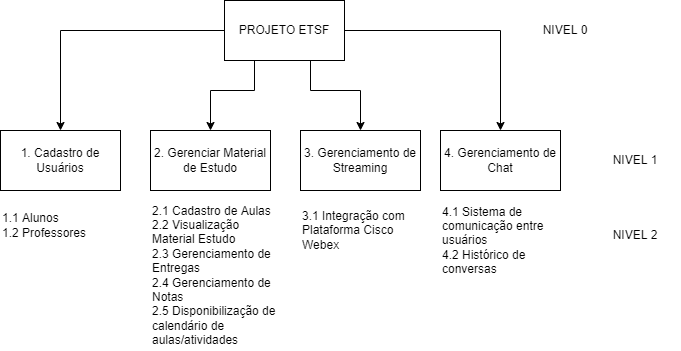 PROJETO ETSF
NIVEL 0
1. Cadastro de
Usuários
2. Gerenciar Material
de Estudo
3. Gerenciamento de
Streaming
4. Gerenciamento de
Chat
NIVEL 1
1.1 Alunos
1.2 Professores
2.1 Cadastro de Aulas
2.2 Visualização
Material Estudo
2.3 Gerenciamento de
Entregas
2.4 Gerenciamento de
Notas
2.5 Disponibilização de
calendário de
aulas/atividades
3.1 Integração com
Plataforma Cisco
Webex
4.1 Sistema de
comunicação entre
usuários
4.2 Histórico de
conversas
NIVEL 2